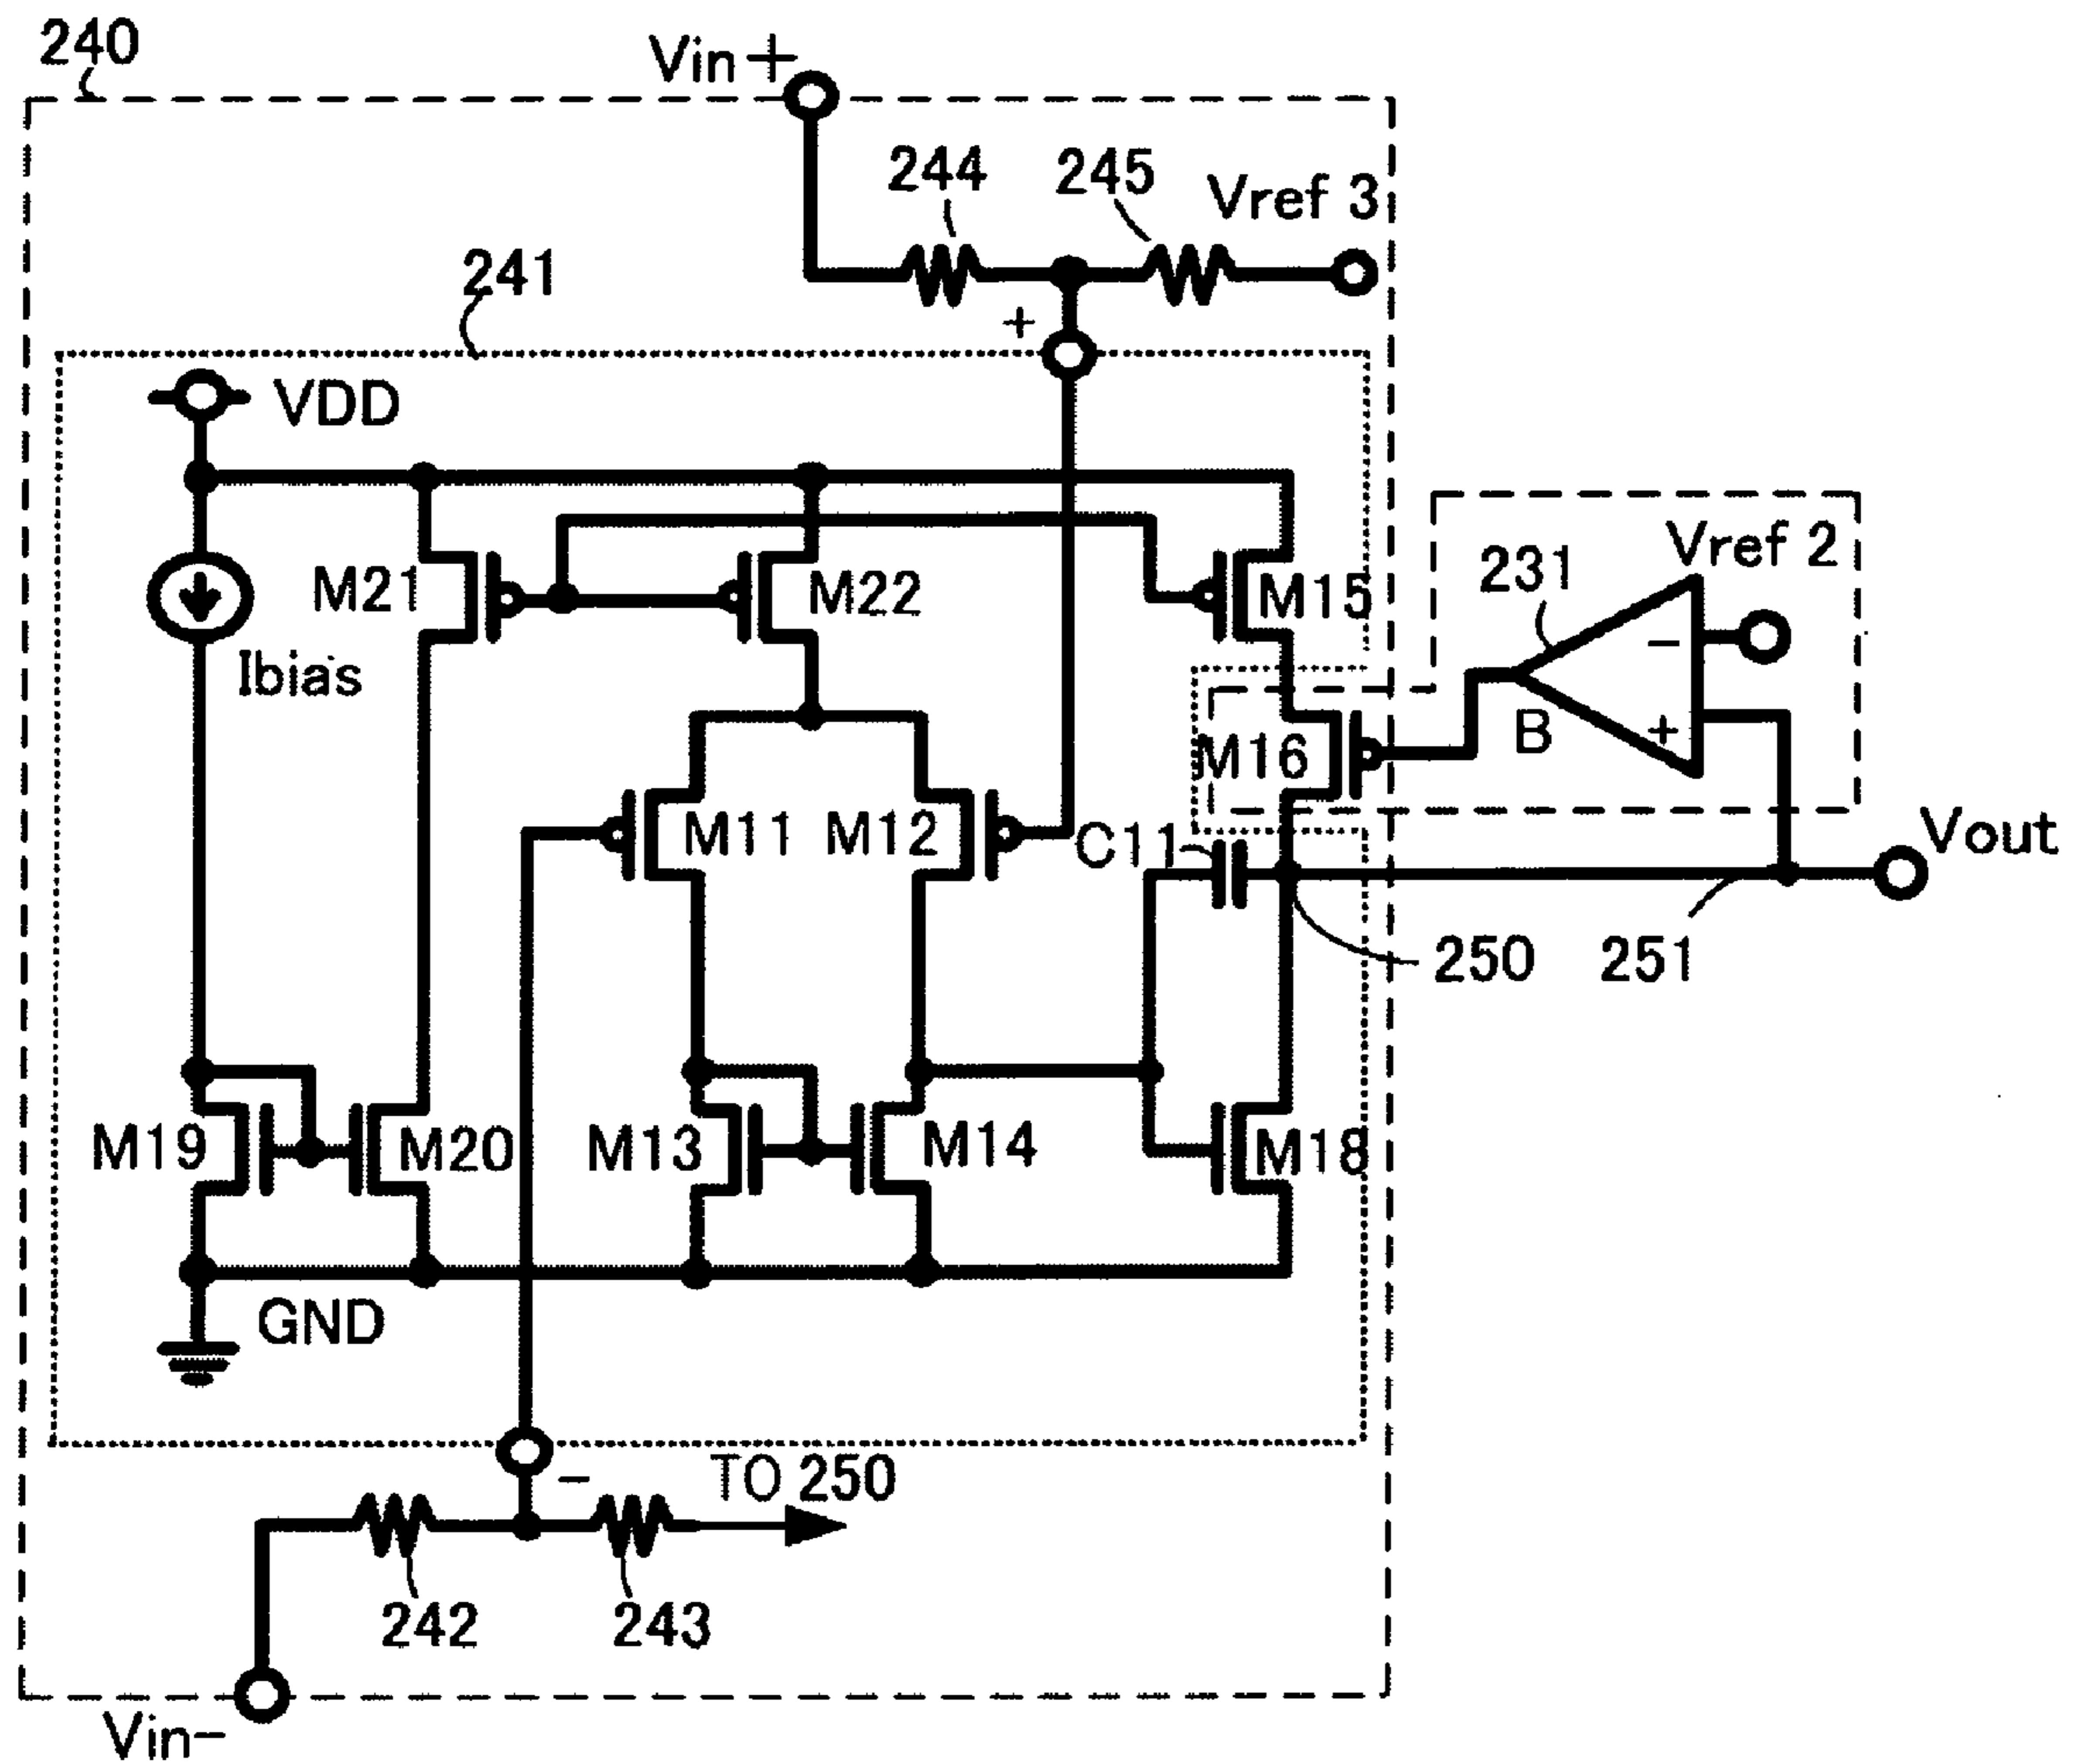 240
Vin+
244
245
Vref 3
241
+
VDD
M21
M22
M15
231
Vref 2
Ibias
−
+
B
M16
M11
M12
C11
Vout
250
251
M19
M20
M13
M14
M18
GND
−
TO 250
242
243
Vin−